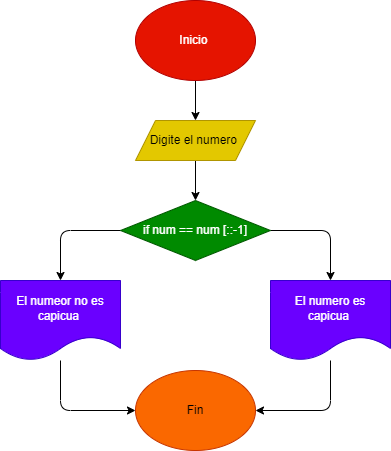 Inicio
Digite el numero
if num == num [::-1]
El numeor no es
capicua
El numero es
capicua
Fin